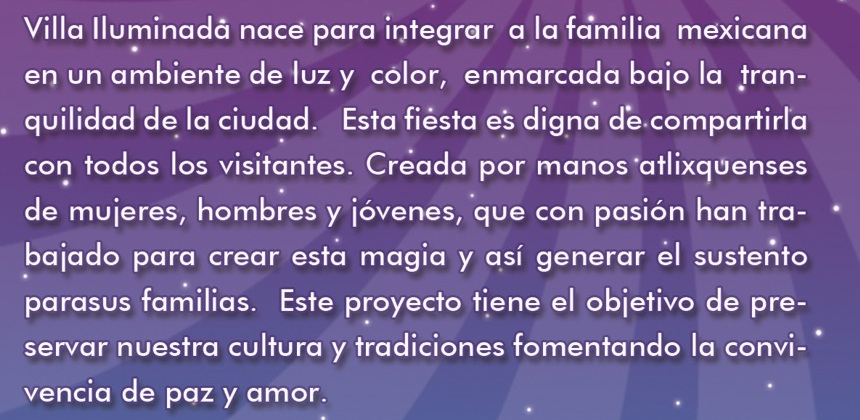 Villa Iluminada nace para integrar a la familia mexicana
en un ambiente de luz y color, enmarcada bajo la tran-
quilidad de la ciudad. Esta fiesta es digna de compartirla
con todos los visitantes. Creada por manos atlixquenses
de mujeres, hombres y jóvenes, que con pasión han tra-
bajado para crear esta magia y así generar el sustento
parasus familias. Este proyecto tiene el objetivo de pre-
servar nuestra cultura y tradiciones fomentando la convi-
vencia de paz y amor.